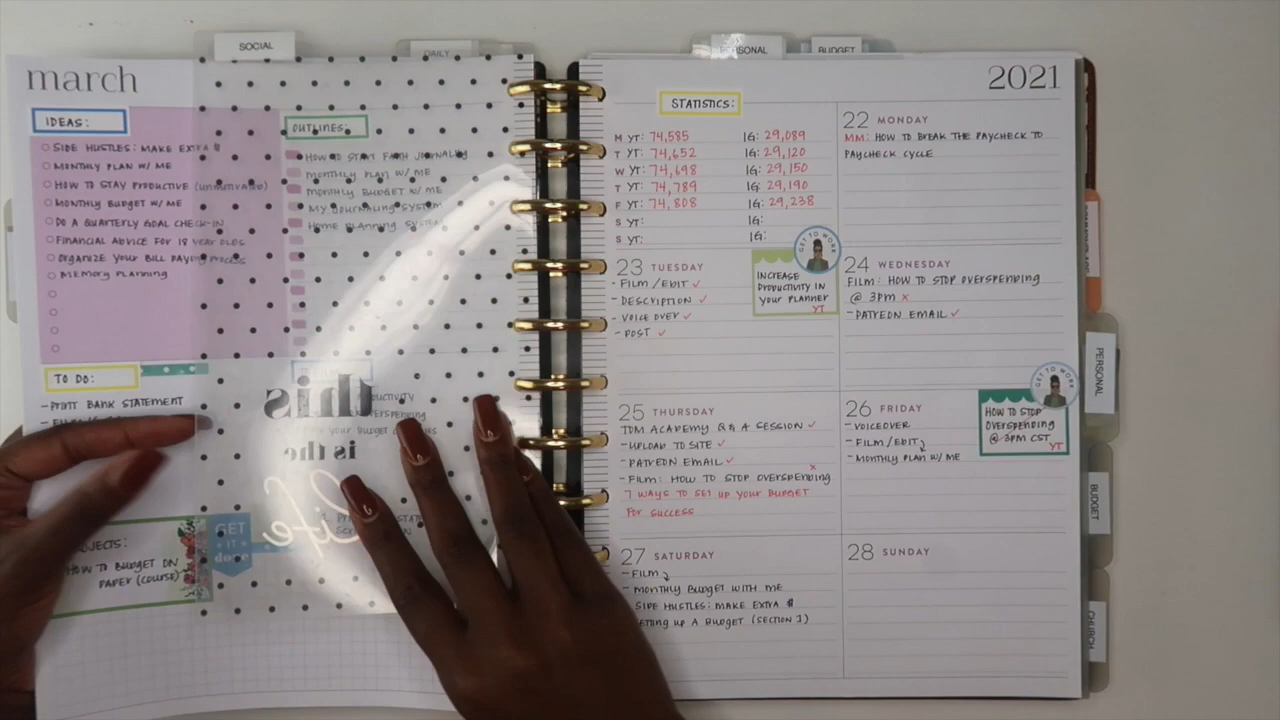 SOCIAL
DAILY
PERSONAL
BUDGET
march
IDEAS:
SIDE HUSTLES: MAKE EXTRA $
MONTHLY PLAN W/ ME
HOW TO STAY PRODUCTIVE (UNMOTIVATED)
MONTHLY BUDGET W/ ME
DO A QUARTERLY GOAL CHECK-IN
FINANCIAL ADVICE FOR 18 YEAR OLDS
ORGANIZE YOUR BILL PAYING PROCESS
MEMORY PLANNING
OUTLINES:
HOW TO START FAITH JOURNALING
MONTHLY PLAN W/ ME
MONTHLY BUDGET W/ ME
MY JOURNALING SYSTEM
HOME PLANNING SYSTEM
TO DO:
-PRINT BANK STATEMENT
this
is the
life
GET
IT
done
HOW TO BUDGET ON
PAPER (COURSE)
2021
STATISTICS:
M YT: 74,585 IG: 29,089
T YT: 74,652 IG: 29,120
W YT: 74,698 IG: 29,150
T YT: 74,789 IG: 29,190
F YT: 74,808 IG: 29,238
S YT: IG:
S YT: IG:
22 MONDAY
MM: HOW TO BREAK THE PAYCHECK TO
PAYCHECK CYCLE
23 TUESDAY
- FILM/EDIT ✓
- DESCRIPTION ✓
- VOICE OVER ✓
- POST ✓
GET TO WORK
INCREASE
PRODUCTIVITY IN
YOUR PLANNER
YT
24 WEDNESDAY
FILM: HOW TO STOP OVERSPENDING
@ 3PM x
- PATREON EMAIL ✓
25 THURSDAY
TDM ACADEMY Q & A SESSION ✓
- UPLOAD TO SITE ✓
- PATREON EMAIL ✓
- FILM: HOW TO STOP OVERSPENDING x
7 WAYS TO SET UP YOUR BUDGET
FOR SUCCESS
26 FRIDAY
- VOICEOVER
- FILM/EDIT
- MONTHLY PLAN W/ ME
GET TO WORK
HOW TO STOP
OVERSPENDING
@ 3PM CST
YT
27 SATURDAY
- FILM
- MONTHLY BUDGET WITH ME
SIDE HUSTLES: MAKE EXTRA $
SETTING UP A BUDGET (SECTION 1)
28 SUNDAY
PERSONAL
BUDGET
CHURCH